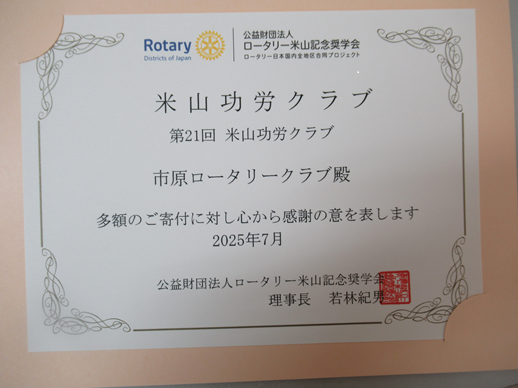 Rotary
Districts of Japan
公益財団法人
ロータリー米山記念奨学会
ロータリー日本国内全地区合同プロジェクト
米山功労クラブ
第21回 米山功労クラブ
市原ロータリークラブ殿
多額のご寄付に対し心から感謝の意を表します
2025年7月
公益財団法人ロータリー米山記念奨学会
理事長 若林紀男